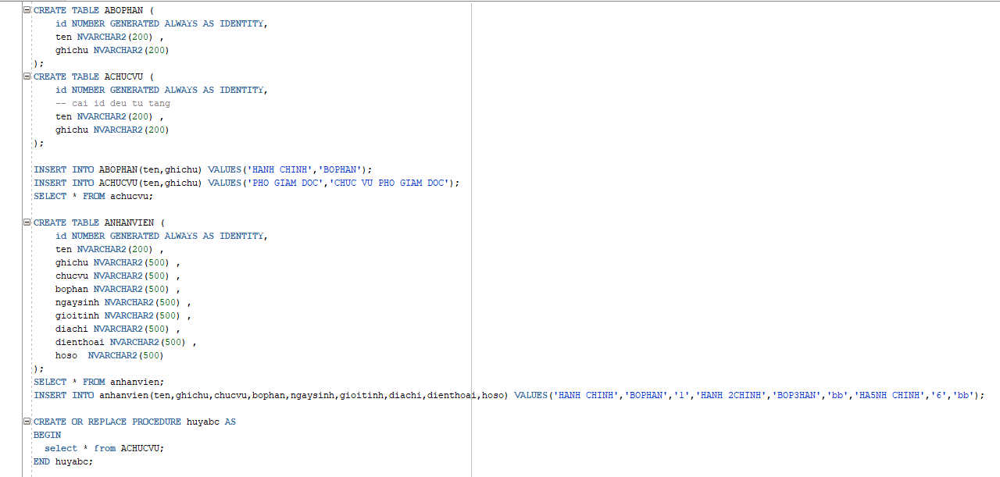 CREATE TABLE ABOPHAN (
    id NUMBER GENERATED ALWAYS AS IDENTITY,
    ten NVARCHAR2(200) ,
    ghichu NVARCHAR2(200)
);
CREATE TABLE ACHUCVU (
    id NUMBER GENERATED ALWAYS AS IDENTITY,
    -- cai id deu tu tang
    ten NVARCHAR2(200) ,
    ghichu NVARCHAR2(200)
);

INSERT INTO ABOPHAN(ten,ghichu) VALUES('HANH CHINH','BOPHAN');
INSERT INTO ACHUCVU(ten,ghichu) VALUES('PHO GIAM DOC','CHUC VU PHO GIAM DOC');
SELECT * FROM achucvu;

CREATE TABLE ANHANVIEN (
    id NUMBER GENERATED ALWAYS AS IDENTITY,
    ten NVARCHAR2(200) ,
    ghichu NVARCHAR2(500) ,
    chucvu NVARCHAR2(500) ,
    bophan NVARCHAR2(500) ,
    ngaysinh NVARCHAR2(500) ,
    gioitinh NVARCHAR2(500) ,
    diachi NVARCHAR2(500) ,
    dienthoai NVARCHAR2(500) ,
    hoso  NVARCHAR2(500)
);
SELECT * FROM anhanvien;
INSERT INTO anhanvien(ten,ghichu,chucvu,bophan,ngaysinh,gioitinh,diachi,dienthoai,hoso) VALUES('HANH CHINH','BOPHAN','1','HANH 2CHINH','BOP3HAN','bb','HA5NH CHINH','6','bb');

CREATE OR REPLACE PROCEDURE huyabc AS
BEGIN
  select * from ACHUCVU;
END huyabc;